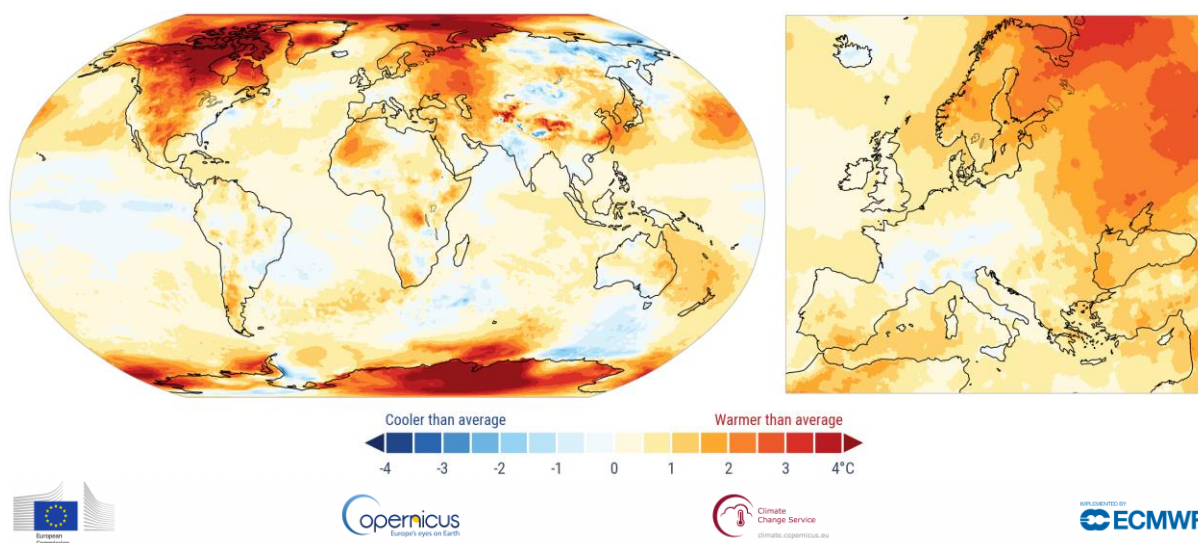 Cooler than average
Warmer than average
-4 -3 -2 -1 0 1 2 3 4°C
European
Commission
opernicus
Europe's eyes on Earth
Climate
Change Service
climate.copernicus.eu
IMPLEMENTED BY
ECMWF